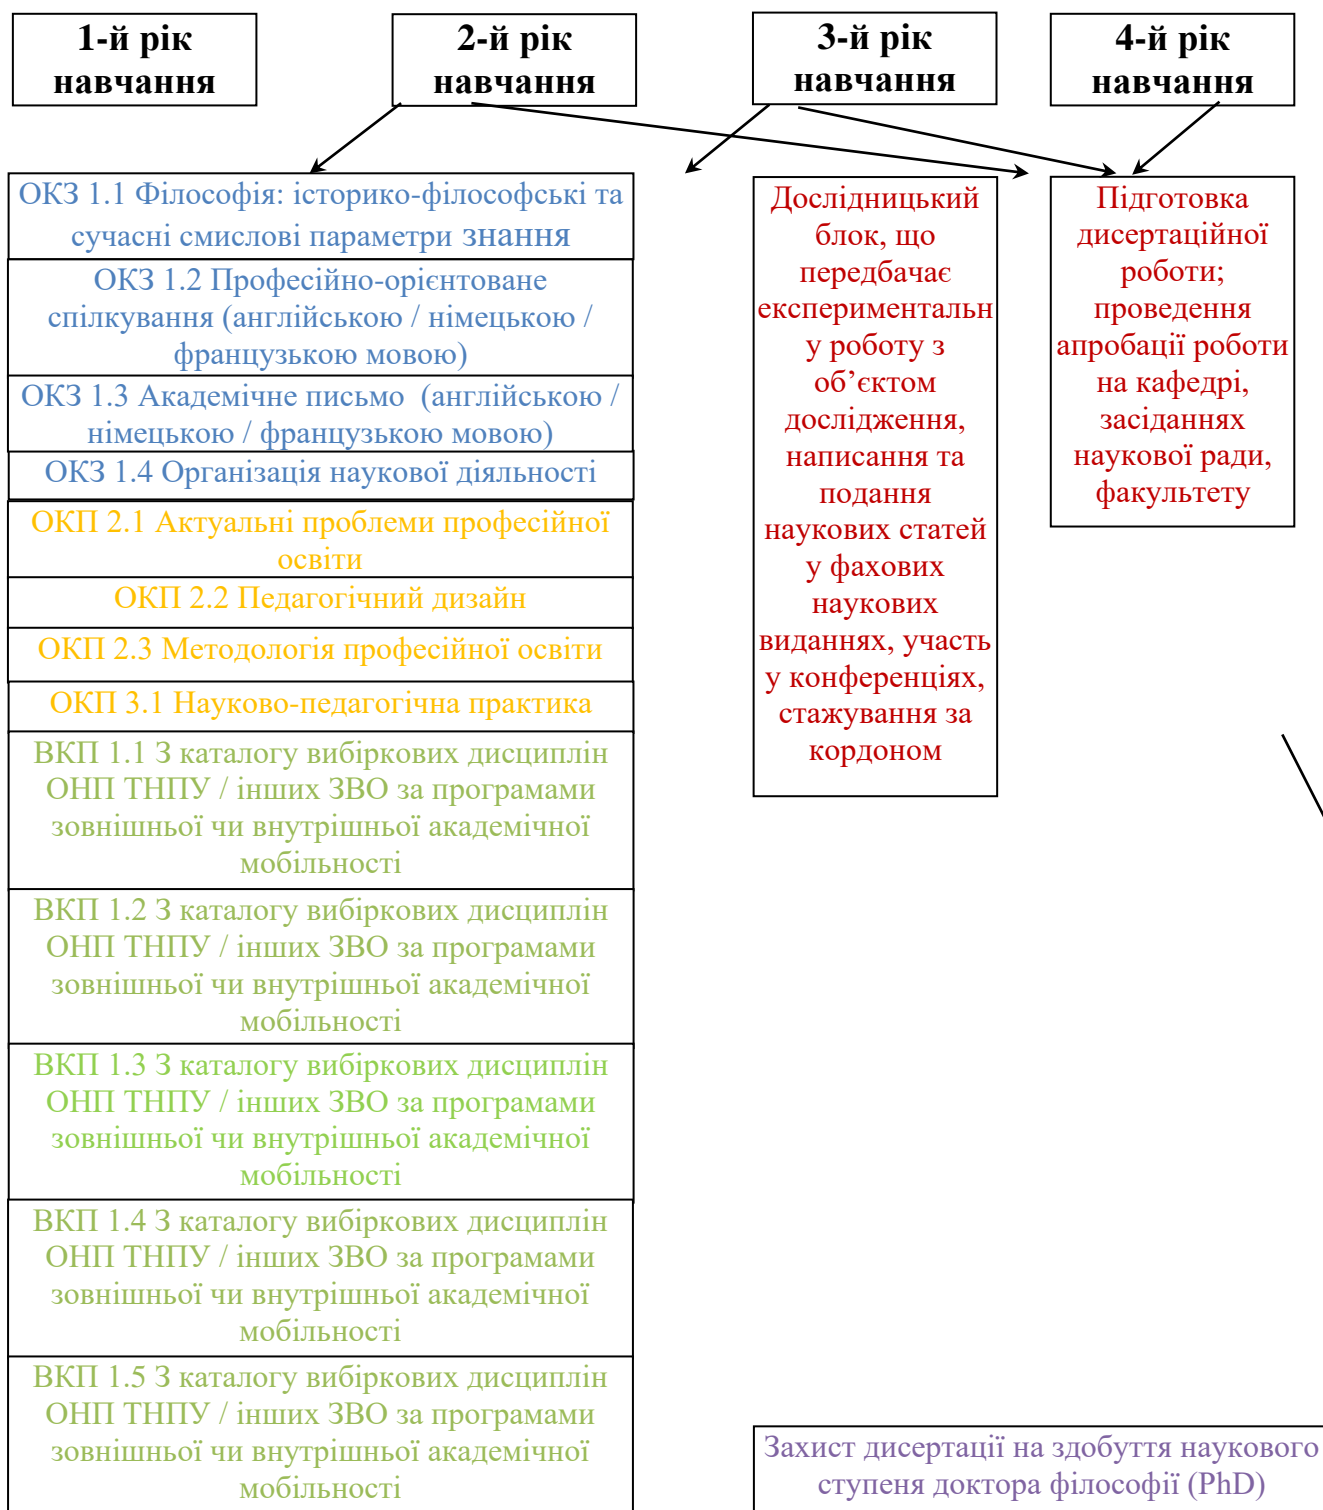 1-й рік
навчання
2-й рік
навчання
3-й рік
навчання
4-й рік
навчання
ОКЗ 1.1 Філософія: історико-філософські та
сучасні смислові параметри знання
ОКЗ 1.2 Професійно-орієнтоване
спілкування (англійською / німецькою /
французькою мовою)
ОКЗ 1.3 Академічне письмо (англійською /
німецькою / французькою мовою)
ОКЗ 1.4 Організація наукової діяльності
ОКП 2.1 Актуальні проблеми професійної
освіти
ОКП 2.2 Педагогічний дизайн
ОКП 2.3 Методологія професійної освіти
ОКП 3.1 Науково-педагогічна практика
ВКП 1.1 З каталогу вибіркових дисциплін
ОНП ТНПУ / інших ЗВО за програмами
зовнішньої чи внутрішньої академічної
мобільності
ВКП 1.2 З каталогу вибіркових дисциплін
ОНП ТНПУ / інших ЗВО за програмами
зовнішньої чи внутрішньої академічної
мобільності
ВКП 1.3 З каталогу вибіркових дисциплін
ОНП ТНПУ / інших ЗВО за програмами
зовнішньої чи внутрішньої академічної
мобільності
ВКП 1.4 З каталогу вибіркових дисциплін
ОНП ТНПУ / інших ЗВО за програмами
зовнішньої чи внутрішньої академічної
мобільності
ВКП 1.5 З каталогу вибіркових дисциплін
ОНП ТНПУ / інших ЗВО за програмами
зовнішньої чи внутрішньої академічної
мобільності
Дослідницький
блок, що
передбачає
експериментальн
у роботу з
об’єктом
дослідження,
написання та
подання
наукових статей
у фахових
наукових
виданнях, участь
у конференціях,
стажування за
кордоном
Підготовка
дисертаційної
роботи;
проведення
апробації роботи
на кафедрі,
засіданнях
наукової ради,
факультету
Захист дисертації на здобуття наукового
ступеня доктора філософії (PhD)